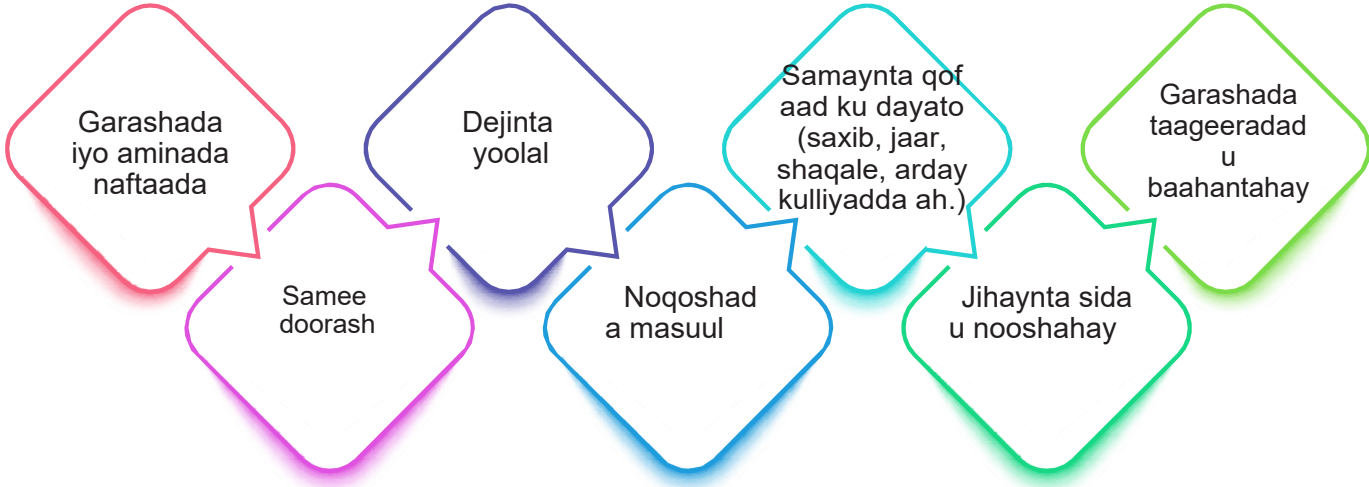 Garashada
iyo aminada
naftaada
Samee
doorash
Dejinta
yoolal
Noqoshad
a masuul
Samaynta qof
aad ku dayato
(saxib, jaar,
shaqale, arday
kulliyadda ah.)
Jihaynta sida
u nooshahay
Garashada
taageeradad
u
baahantahay